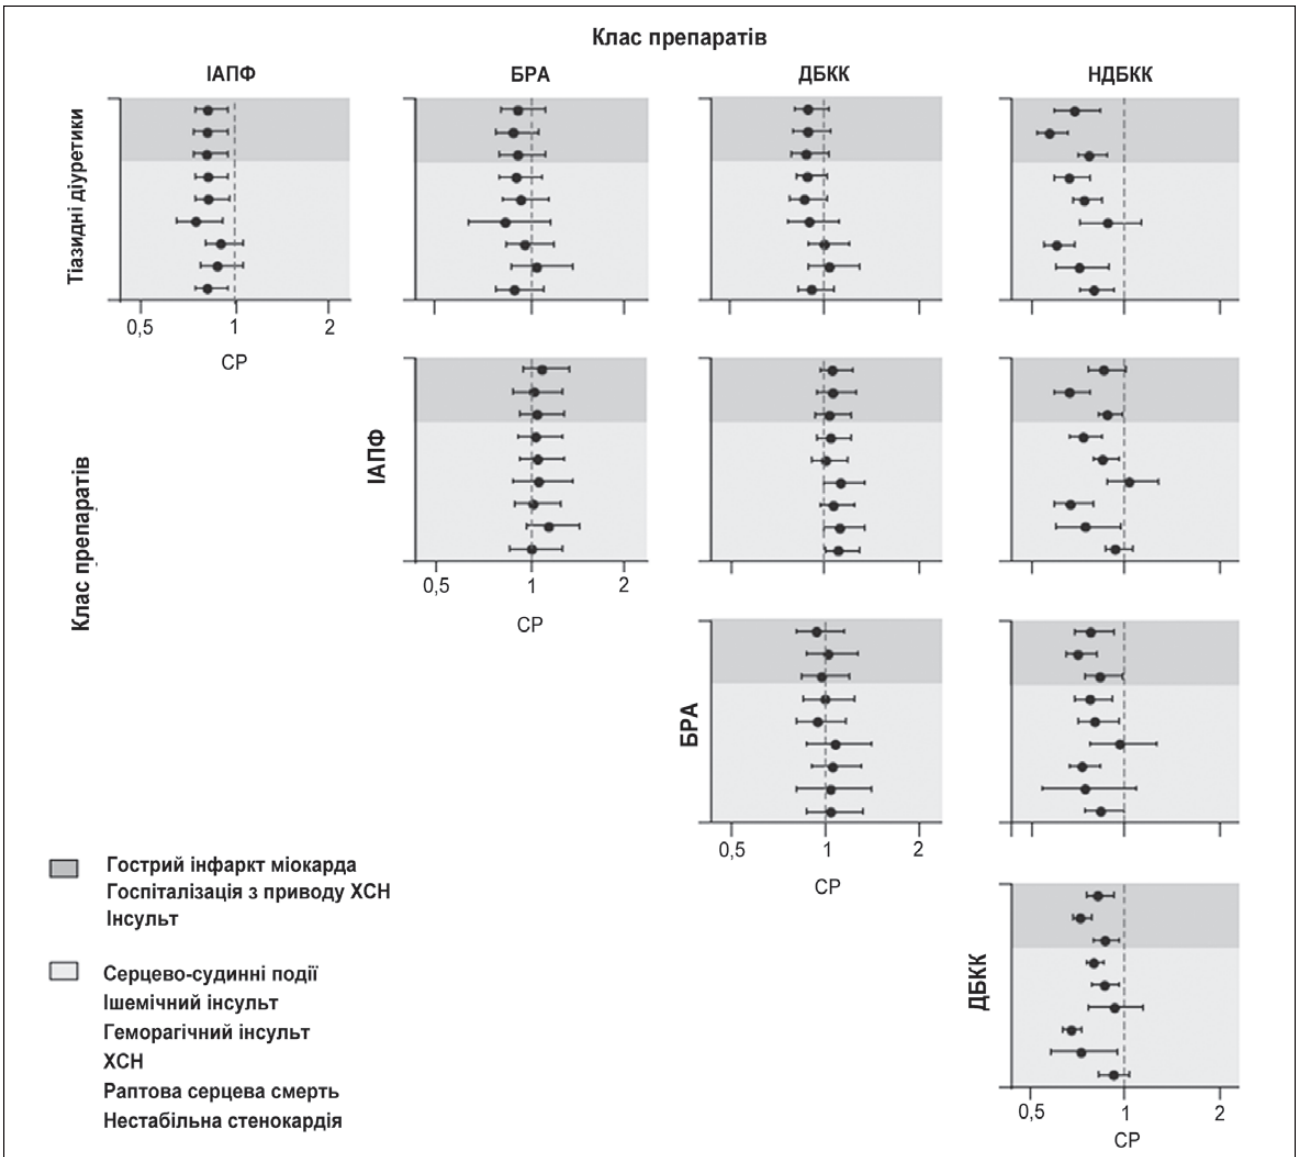 Клас препаратів
ІАПФ
БРА
ДБКК
НДБКК
Тіазидні діуретики
0,5 1 2
СР
Клас препаратів
ІАПФ
0,5 1 2
СР
БРА
0,5 1 2
СР
ДБКК
0,5 1 2
СР
Гострий інфаркт міокарда
Госпіталізація з приводу ХСН
Інсульт
Серцево-судинні події
Ішемічний інсульт
Геморагічний інсульт
ХСН
Раптова серцева смерть
Нестабільна стенокардія